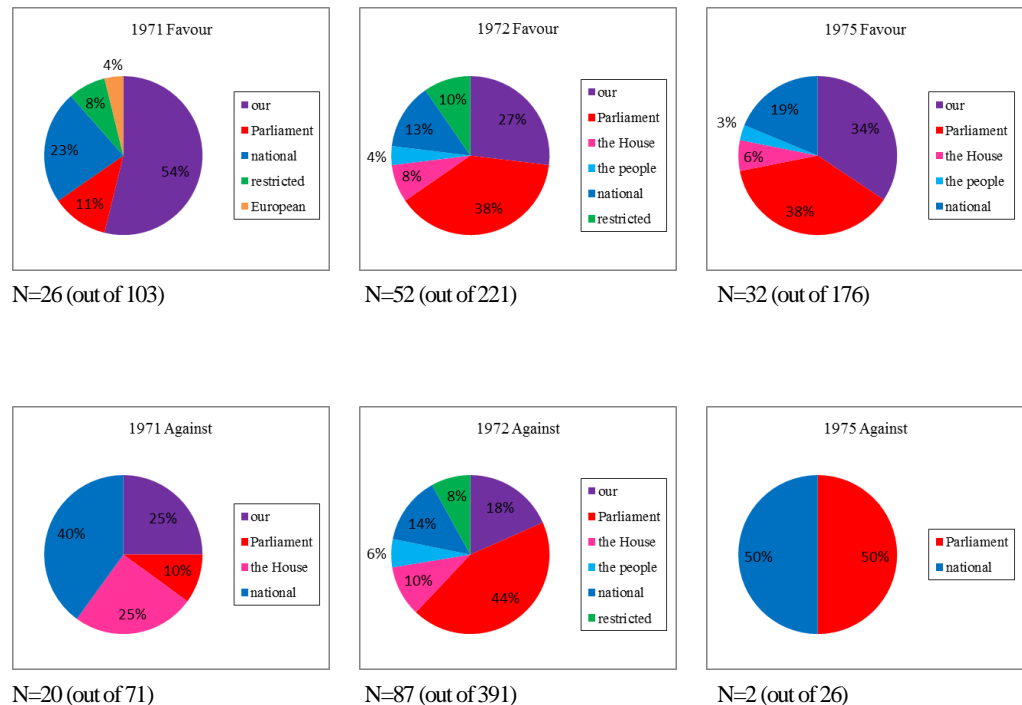 1971 Favour
4%
8%
23%
54%
11%
our
Parliament
national
restricted
European
N=26 (out of 103)
1972 Favour
10%
13%
27%
4%
8%
38%
our
Parliament
the House
the people
national
restricted
N=52 (out of 221)
1975 Favour
19%
3%
34%
6%
38%
our
Parliament
the House
the people
national
N=32 (out of 176)
1971 Against
25%
40%
10%
25%
our
Parliament
the House
national
N=20 (out of 71)
1972 Against
8%
18%
14%
6%
10%
44%
our
Parliament
the House
the people
national
restricted
N=87 (out of 391)
1975 Against
50%
50%
Parliament
national
N=2 (out of 26)